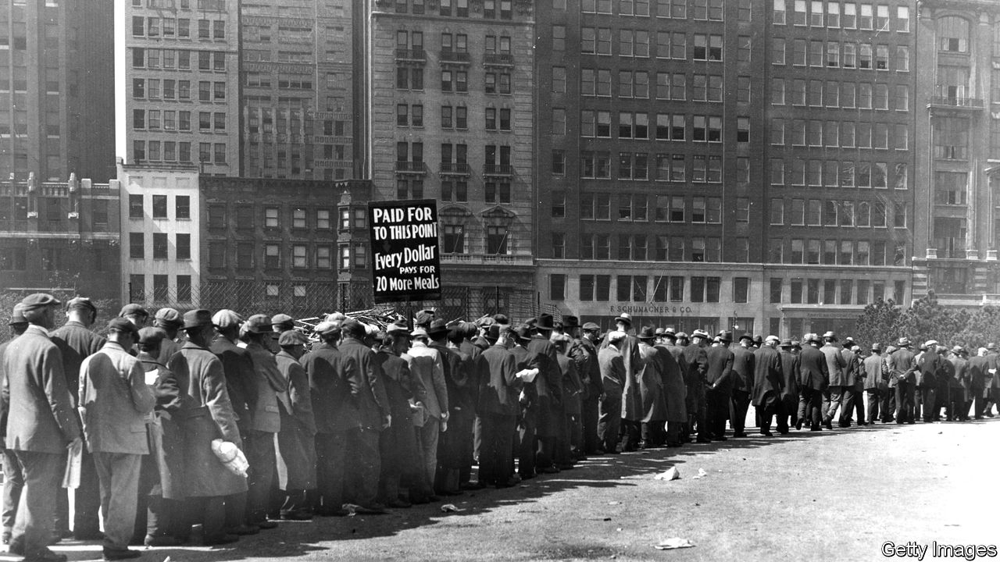 PAID FOR
TO THIS POINT
Every Dollar
PAYS FOR
20 MORE MEALS
F. SCHUMACHER & CO.
Getty Images